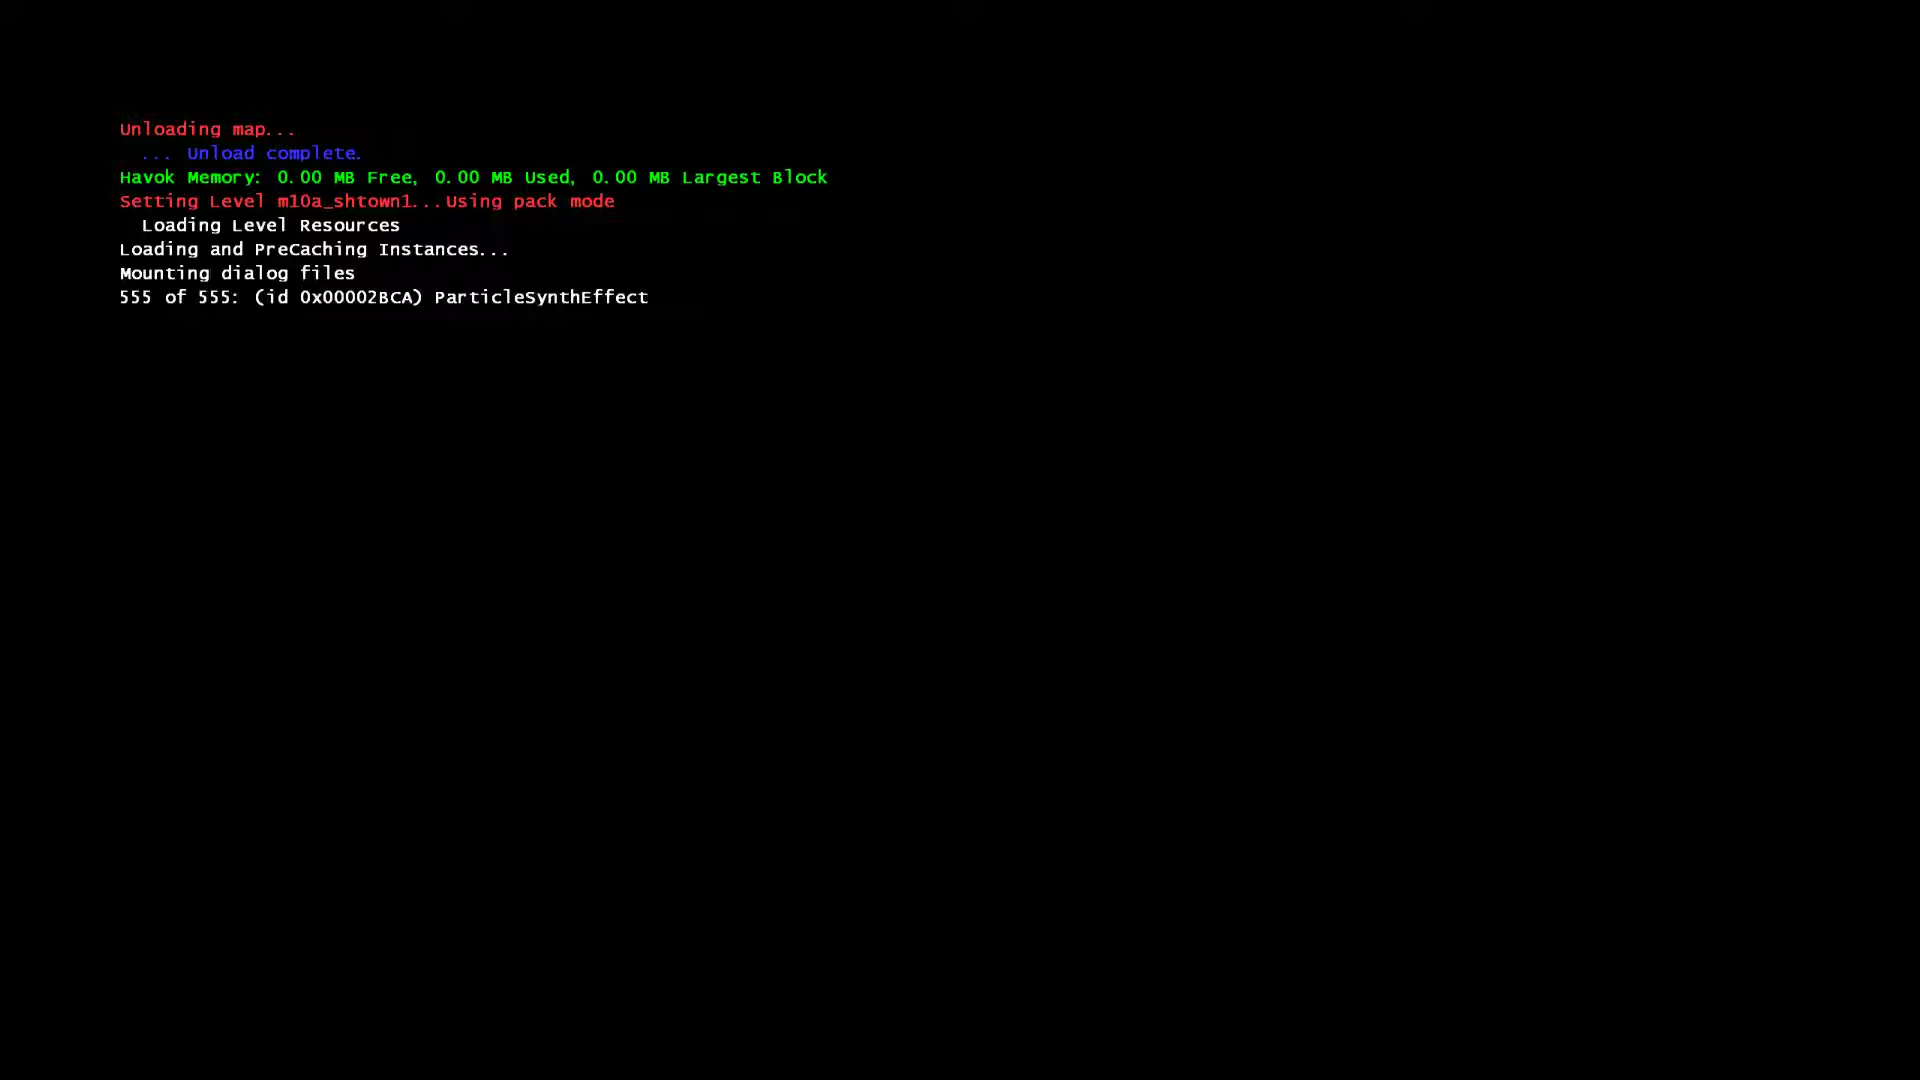 Unloading map...
... Unload complete.
Havok Memory: 0.00 MB Free, 0.00 MB Used, 0.00 MB Largest Block
Setting Level m10a_shtown1...Using pack mode
Loading Level Resources
Loading and PreCaching Instances...
Mounting dialog files
555 of 555: (id 0x00002BCA) ParticleSynthEffect